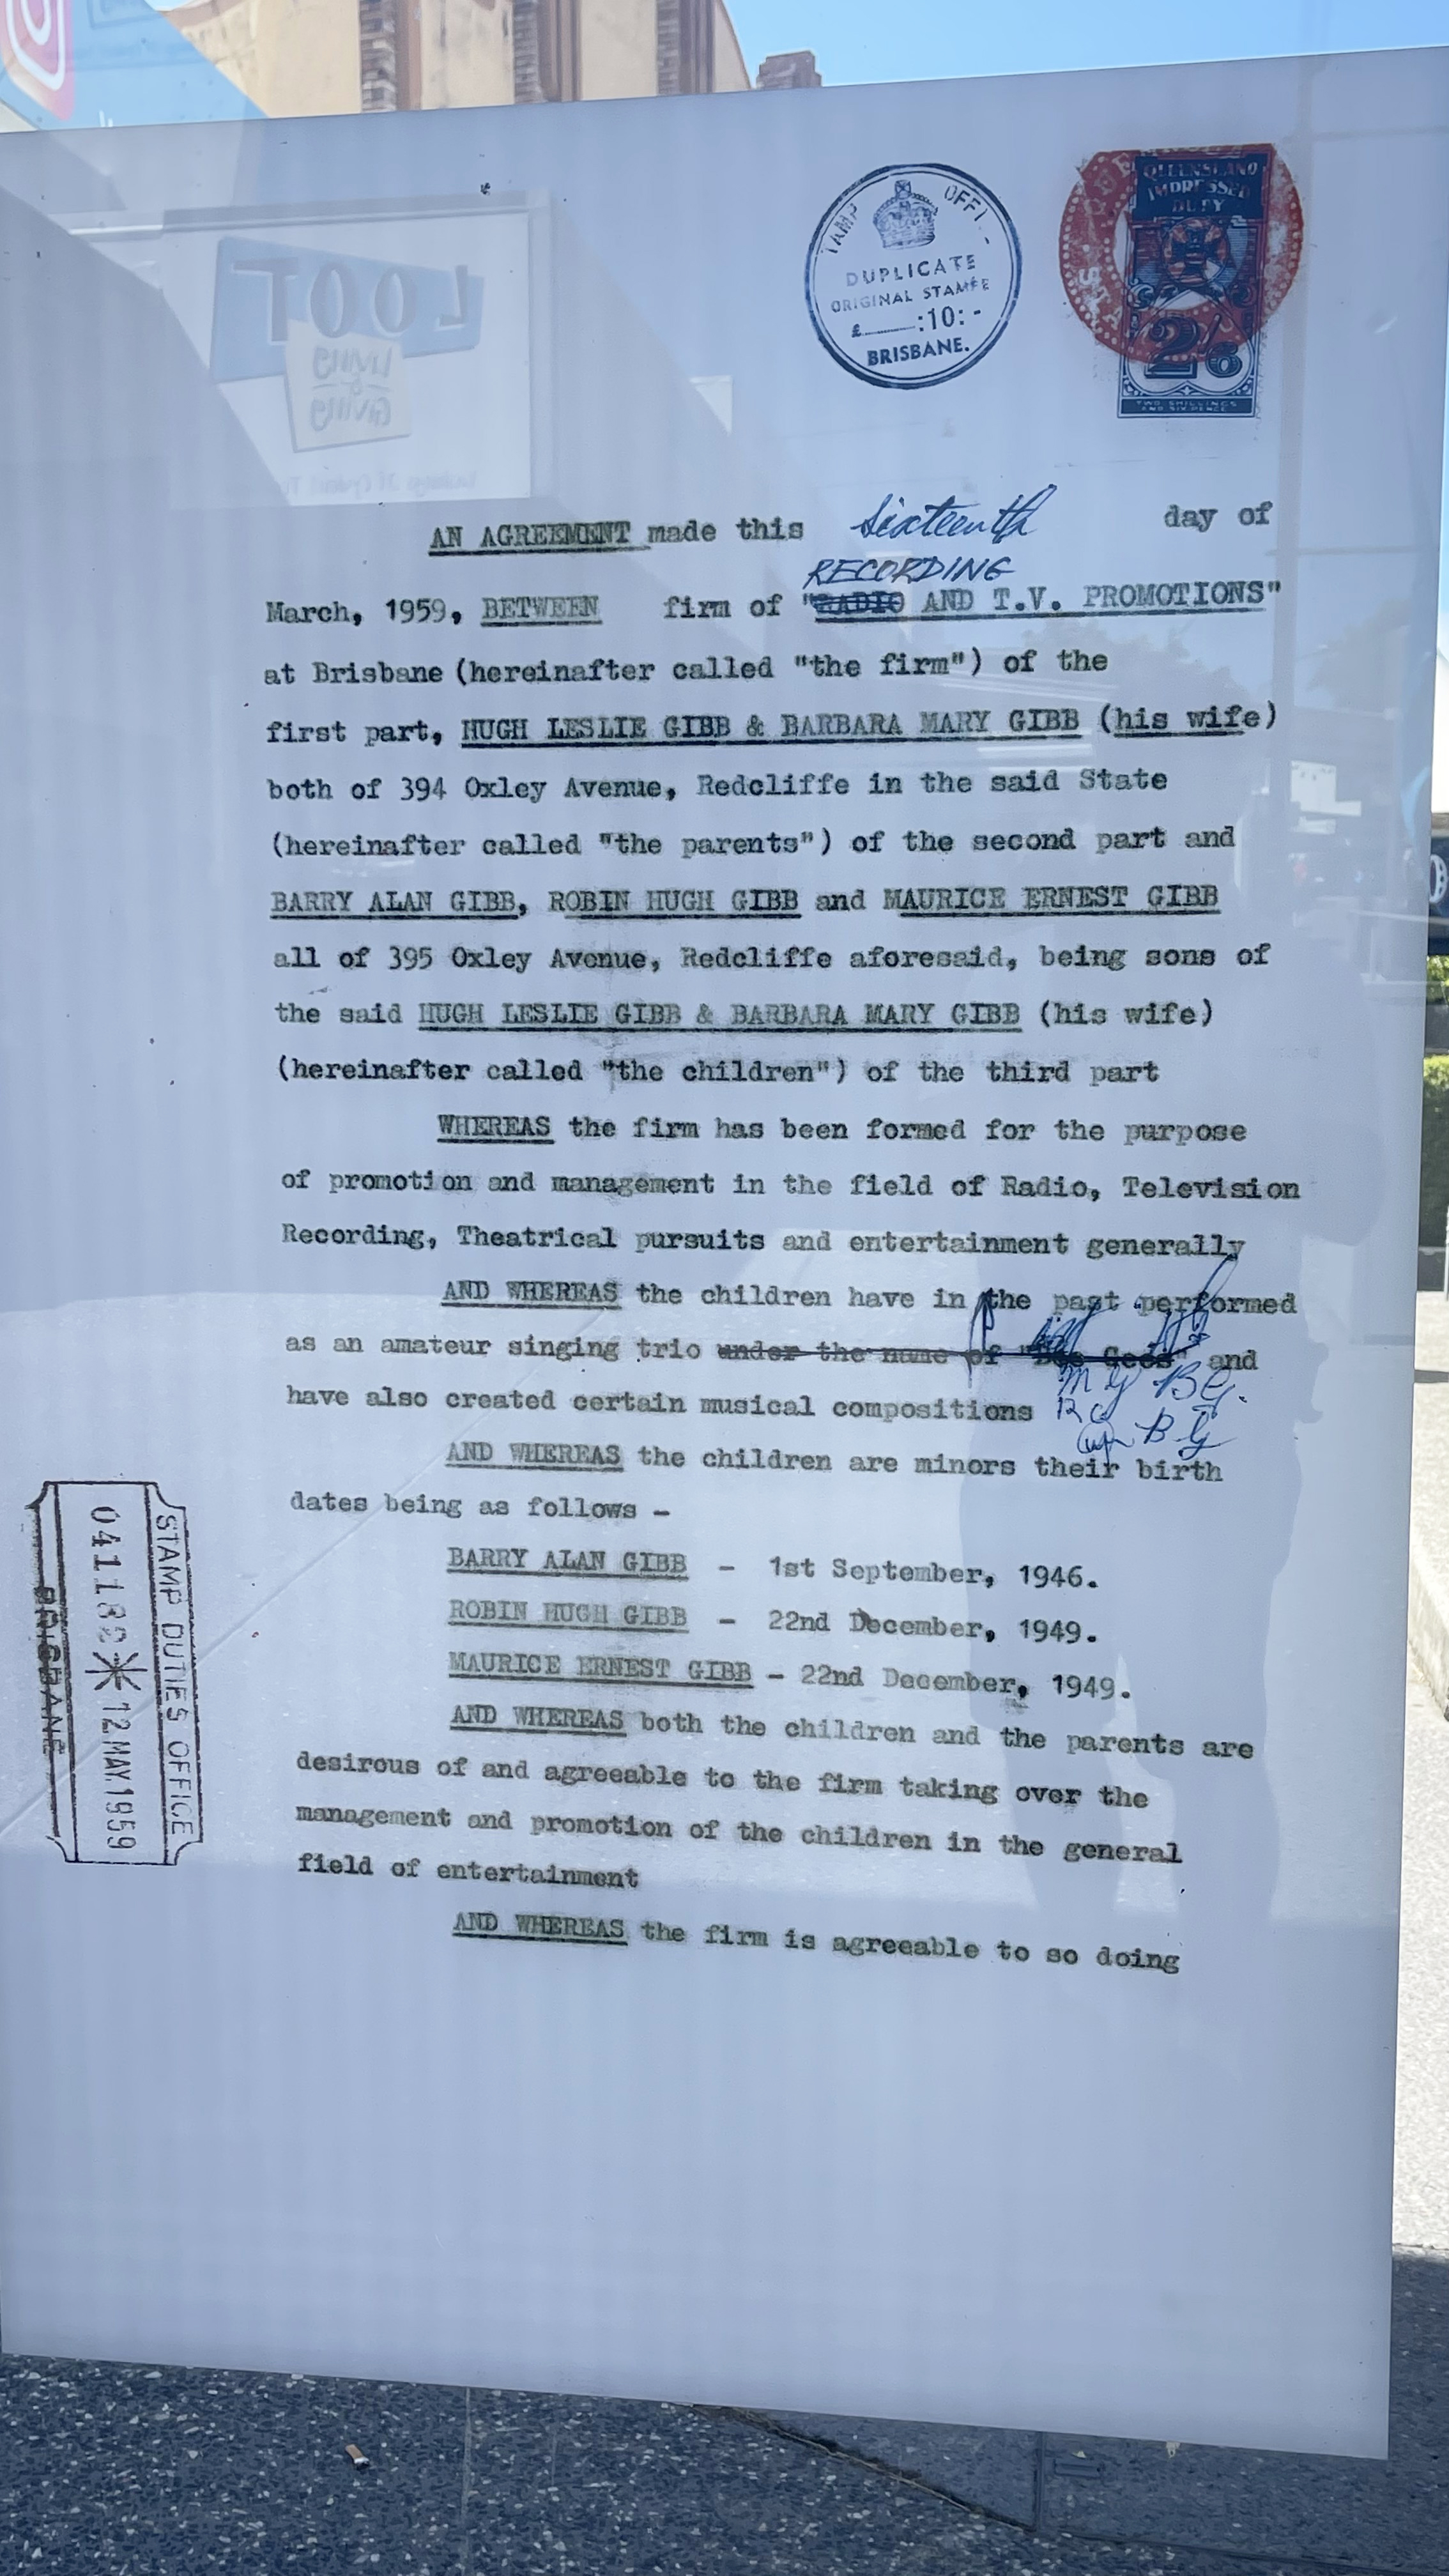 DUPLICATE
ORIGINAL STAMPE
£ :10:-
BRISBANE.
QUEENSLAND
IMPRESSED
DUTY
2/6
TWO SHILLINGS
AND SIX PENCE
LOOT
LIVING
&
GIVING
AN AGREEMENT made this sixteenth day of
RECORDING
March, 1959, BETWEEN firm of "RADIO AND T.V. PROMOTIONS"
at Brisbane (hereinafter called "the firm") of the
first part, HUGH LESLIE GIBB & BARBARA MARY GIBB (his wife)
both of 394 Oxley Avenue, Redcliffe in the said State
(hereinafter called "the parents") of the second part and
BARRY ALAN GIBB, ROBIN HUGH GIBB and MAURICE ERNEST GIBB
all of 395 Oxley Avenue, Redcliffe aforesaid, being sons of
the said HUGH LESLIE GIBB & BARBARA MARY GIBB (his wife)
(hereinafter called "the children") of the third part
WHEREAS the firm has been formed for the purpose
of promotion and management in the field of Radio, Television
Recording, Theatrical pursuits and entertainment generally
AND WHEREAS the children have in the past performed
as an amateur singing trio under the name of "Bee Gees" and
have also created certain musical compositions
M G B G.
R G
B G
AND WHEREAS the children are minors their birth
dates being as follows -
BARRY ALAN GIBB - 1st September, 1946.
ROBIN HUGH GIBB - 22nd December, 1949.
MAURICE ERNEST GIBB - 22nd December, 1949.
AND WHEREAS both the children and the parents are
desirous of and agreeable to the firm taking over the
management and promotion of the children in the general
field of entertainment
AND WHEREAS the firm is agreeable to so doing
STAMP DUTIES OFFICE
041182*12MAY.1959
BRISBANE